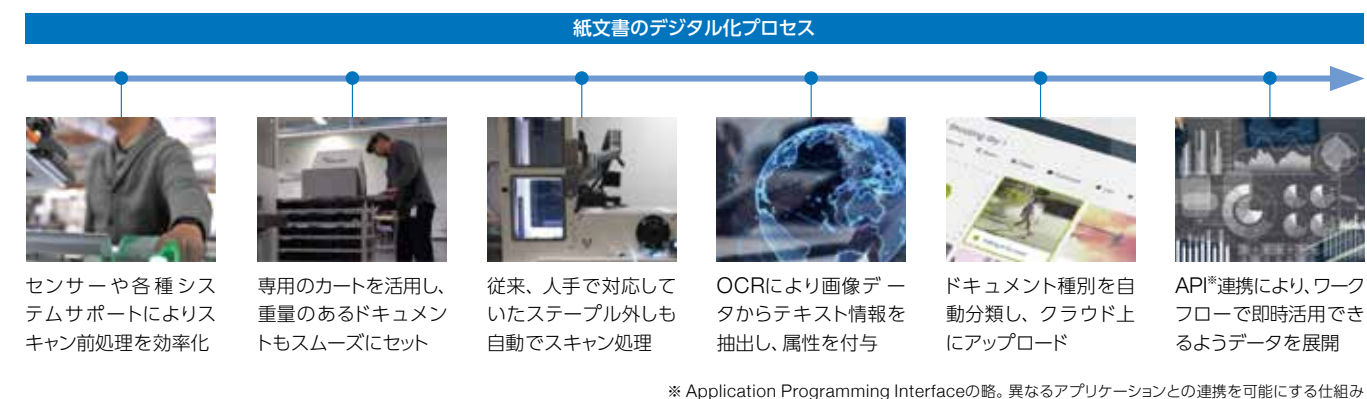 紙文書のデジタル化プロセス
センサーや各種シス
テムサポートによりス
キャン前処理を効率化
専用のカートを活用し、
重量のあるドキュメン
トもスムーズにセット
従来、人手で対応して
いたステープル外しも
自動でスキャン処理
OCRにより画像デー
タからテキスト情報を
抽出し、属性を付与
ドキュメント種別を自
動分類し、クラウド上
にアップロード
API※連携により、ワーク
フローで即時活用でき
るようデータを展開
※ Application Programming Interfaceの略。異なるアプリケーションとの連携を可能にする仕組み